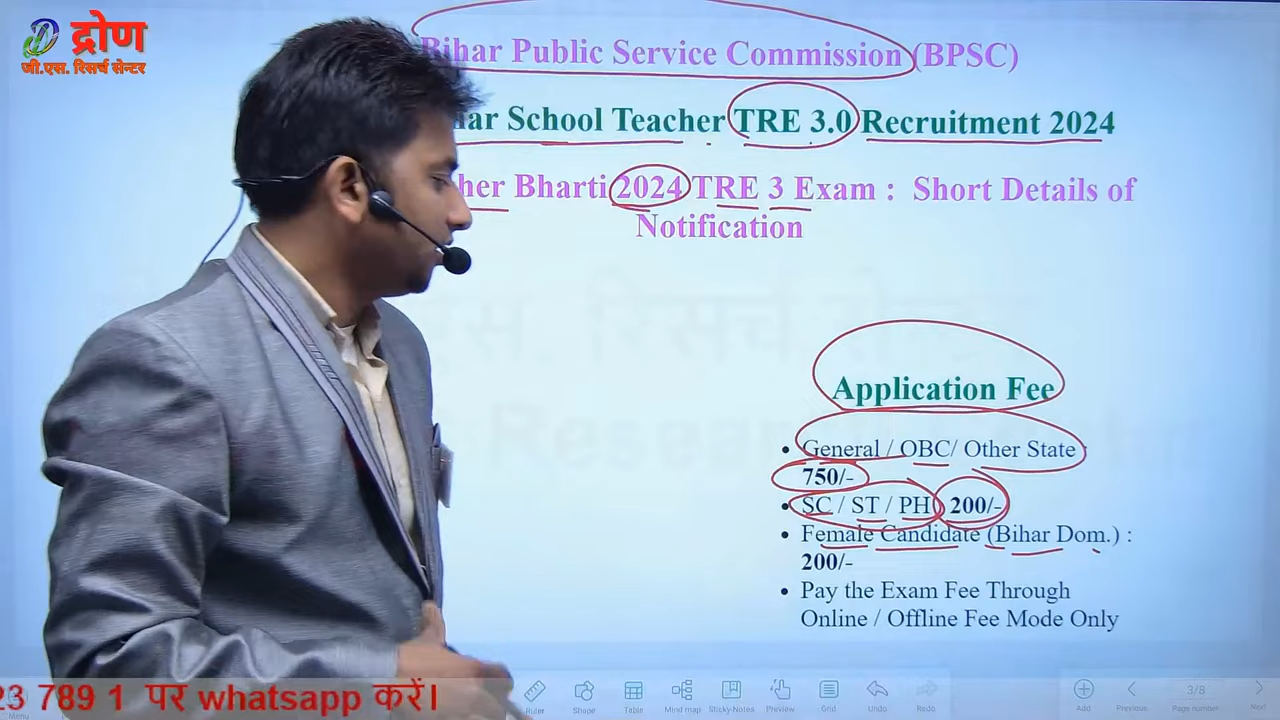 द्रोण
जी.एस. रिसर्च सेन्टर
Bihar Public Service Commission (BPSC)
School Teacher TRE 3.0 Recruitment 2024
Bharti 2024 TRE 3 Exam : Short Details of
Notification
Application Fee
• General / OBC/ Other State :
750/-
• SC / ST / PH 200/-
• Female Candidate (Bihar Dom.) :
200/-
• Pay the Exam Fee Through
Online / Offline Fee Mode Only
23 789 1 पर whatsapp करें।
Menu
Ruler Shape Table Mind map Sticky Notes Preview Grid Undo Redo Add Previous 3/8 Page number Next